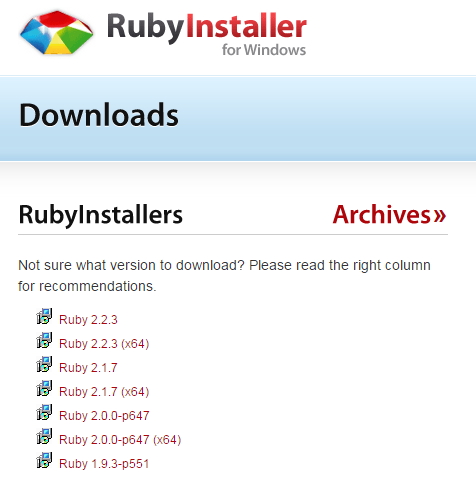 RubyInstaller
for Windows
Downloads
RubyInstallers
Archives»
Not sure what version to download? Please read the right column
for recommendations.
Ruby 2.2.3
Ruby 2.2.3 (x64)
Ruby 2.1.7
Ruby 2.1.7 (x64)
Ruby 2.0.0-p647
Ruby 2.0.0-p647 (x64)
Ruby 1.9.3-p551